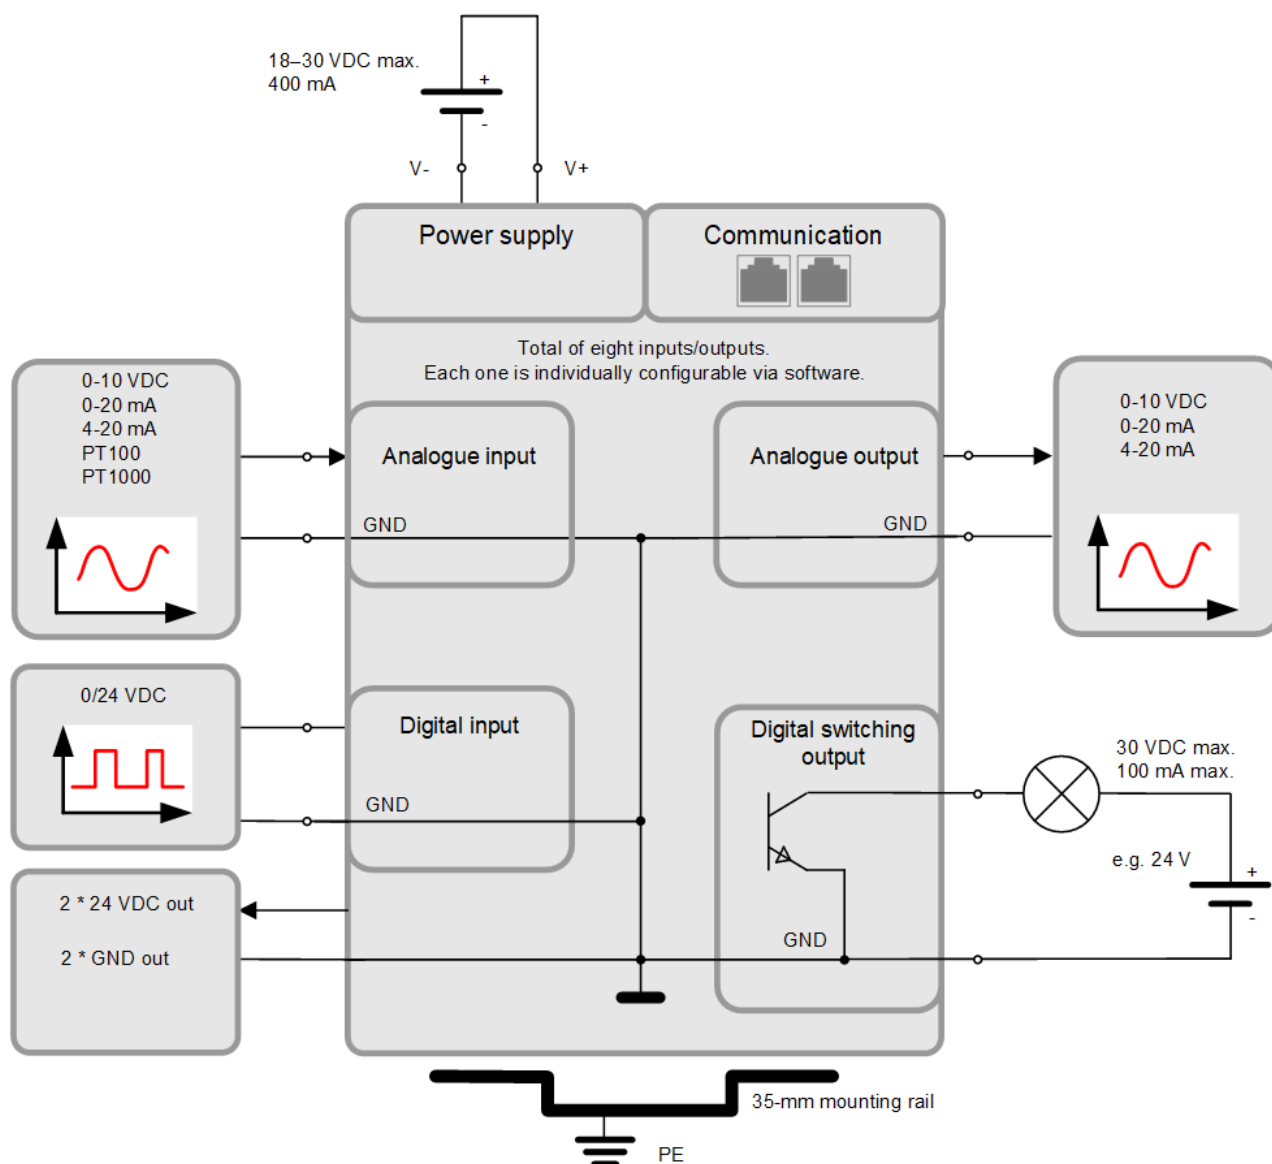 18–30 VDC max.
400 mA
+
-
V-
V+
Power supply
Communication
Total of eight inputs/outputs.
Each one is individually configurable via software.
0-10 VDC
0-20 mA
4-20 mA
PT100
PT1000
Analogue input
GND
Analogue output
GND
0-10 VDC
0-20 mA
4-20 mA
0/24 VDC
Digital input
GND
Digital switching
output
GND
30 VDC max.
100 mA max.
e.g. 24 V
+
-
2 * 24 VDC out
2 * GND out
35-mm mounting rail
PE